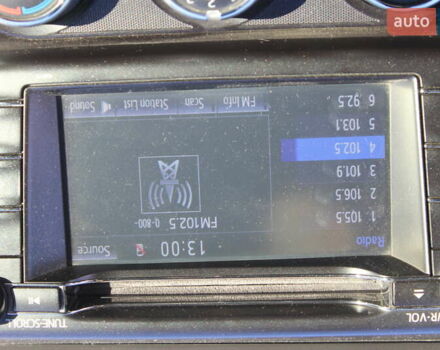 auto
PWR-VOL
TUNE·SCROLL
Radio
13:00
Source
1 105.5
2 106.5
3 101.9
4 102.5
5 103.1
6 92.5
FM102.5
Q-800-
FM Info
Scan
Station List
Sound